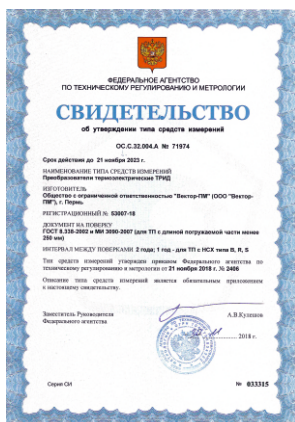 ФЕДЕРАЛЬНОЕ АГЕНТСТВО
ПО ТЕХНИЧЕСКОМУ РЕГУЛИРОВАНИЮ И МЕТРОЛОГИИ
СВИДЕТЕЛЬСТВО
об утверждении типа средств измерений
ОС.С.32.004.А № 71974
Срок действия до 21 ноября 2023 г.
НАИМЕНОВАНИЕ ТИПА СРЕДСТВ ИЗМЕРЕНИЙ
Преобразователи термоэлектрические ТРИД
ИЗГОТОВИТЕЛЬ
Общество с ограниченной ответственностью "Вектор-ПМ" (ООО "Вектор-
ПМ"), г. Пермь
РЕГИСТРАЦИОННЫЙ № 53007-18
ДОКУМЕНТ НА ПОВЕРКУ
ГОСТ 8.338-2002 и МИ 3090-2007 (для ТП с длиной погружаемой части менее
250 мм)
ИНТЕРВАЛ МЕЖДУ ПОВЕРКАМИ 2 года; 1 год - для ТП с НСХ типа B, R, S
Тип средств измерений утвержден приказом Федерального агентства по
техническому регулированию и метрологии от 21 ноября 2018 г. № 2406
Описание типа средств измерений является обязательным приложением
к настоящему свидетельству.
Заместитель Руководителя А.В.Кулешов
Федерального агентства
2018 г.
Серия СИ № 033315